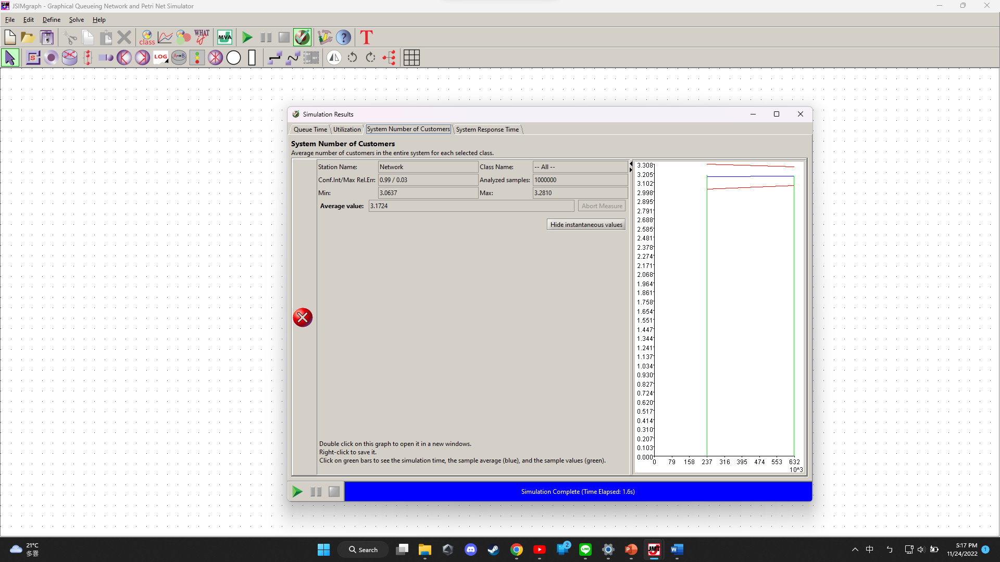 JSIMgraph - Graphical Queueing Network and Petri Net Simulator
File Edit Define Solve Help
class WHAT if MVA ? T
S LOG A→B
Simulation Results
Queue Time Utilization System Number of Customers System Response Time
System Number of Customers
Average number of customers in the entire system for each selected class.
Station Name: Network Class Name: -- All --
Conf.Int/Max Rel.Err: 0.99 / 0.03 Analyzed samples: 1000000
Min: 3.0637 Max: 3.2810
Average value: 3.1724 Abort Measure
Hide instantaneous values
Double click on this graph to open it in a new windows.
Right-click to save it.
Click on green bars to see the simulation time, the sample average (blue), and the sample values (green).
3.308
3.205
3.102
2.998
2.895
2.791
2.688
2.585
2.481
2.378
2.274
2.171
2.068
1.964
1.861
1.758
1.654
1.551
1.447
1.344
1.241
1.137
1.034
0.930
0.827
0.724
0.620
0.517
0.414
0.310
0.207
0.103
0.000
0 79 158 237 316 395 474 553 632
10^3
Simulation Complete (Time Elapsed: 1.6s)
21°C
多雲
Search
2
LINE
JMT
中
ㄅ
5:17 PM
11/24/2022
1